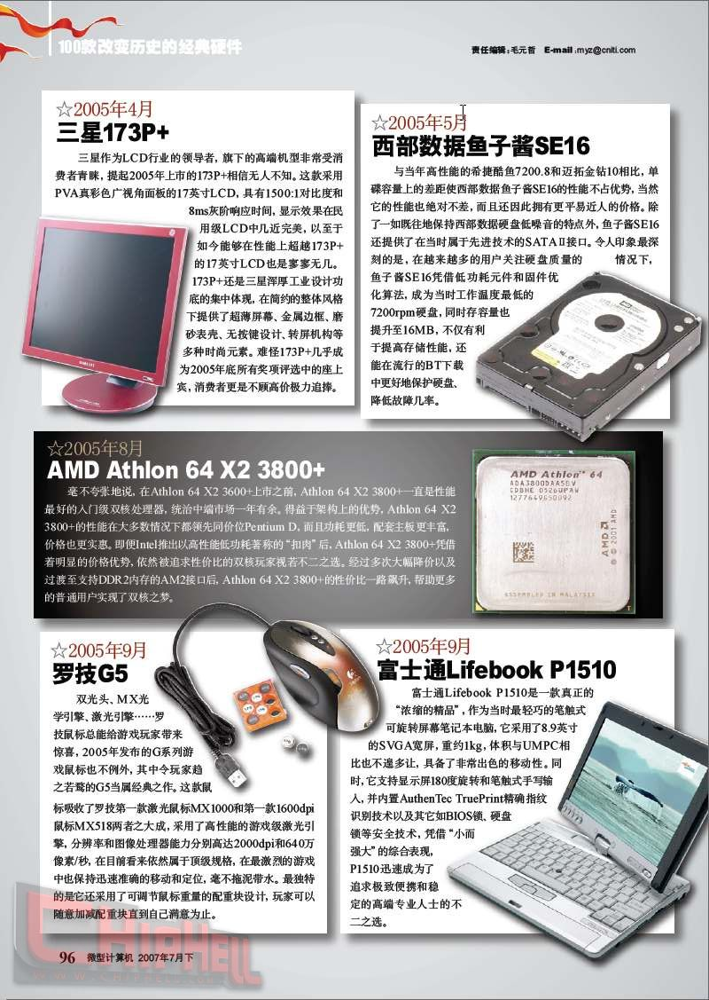 100款改变历史的经典硬件
责任编辑：毛元哲 E-mail:myz@cniti.com
☆2005年4月
三星173P+
三星作为LCD行业的领导者，旗下的高端机型非常受消
费者青睐，提起2005年上市的173P+相信无人不知。这款采用
PVA真彩色广视角面板的17英寸LCD，具有1500:1对比度和
8ms灰阶响应时间，显示效果在民
用级LCD中几近完美，以至于
如今能够在性能上超越173P+
的17英寸LCD也是寥寥无几。
173P+还是三星浑厚工业设计功
底的集中体现，在简约的整体风格
下提供了超薄屏幕、金属边框、磨
砂表壳、无按键设计、转屏机构等
多种时尚元素。难怪173P+几乎成
为2005年底所有奖项评选中的座上
宾，消费者更是不顾高价极力追捧。
SAMSUNG
☆2005年5月
西部数据鱼子酱SE16
与当年高性能的希捷酷鱼7200.8和迈拓金钻10相比，单
碟容量上的差距使西部数据鱼子酱SE16的性能不占优势，当然
它的性能也绝对不差，而且还因此拥有更平易近人的价格。除
了一如既往地保持西部数据硬盘低噪音的特点外，鱼子酱SE16
还提供了在当时属于先进技术的SATAⅡ接口。令人印象最深
刻的是，在越来越多的用户关注硬盘质量的 情况下，
鱼子酱SE16凭借低功耗元件和固件优
化算法，成为当时工作温度最低的
7200rpm硬盘，同时存容量也
提升至16MB，不仅有利
于提高存储性能，还
能在流行的BT下载
中更好地保护硬盘、
降低故障几率。
☆2005年8月
AMD Athlon 64 X2 3800+
毫不夸张地说，在Athlon 64 X2 3600+上市之前，Athlon 64 X2 3800+一直是性能
最好的入门级双核处理器，统治中端市场一年有余。得益于架构上的优势，Athlon 64 X2
3800+的性能在大多数情况下都领先同价位Pentium D，而且功耗更低，配套主板更丰富，
价格也更实惠。即便Intel推出以高性能低功耗著称的“扣肉”后，Athlon 64 X2 3800+凭借
着明显的价格优势，依然被追求性价比的双核玩家视若不二之选。经过多次大幅降价以及
过渡至支持DDR2内存的AM2接口后，Athlon 64 X2 3800+的性价比一路飙升，帮助更多
的普通用户实现了双核之梦。
AMD Athlon™ 64
ADA3800DAA5BV
CDBHE 0526UPAW
1277649650092
AMD
© 2001 AMD
ASSEMBLED IN MALAYSIA
☆2005年9月
罗技G5
双光头、MX光
学引擎、激光引擎……罗
技鼠标总能给游戏玩家带来
惊喜，2005年发布的G系列游
戏鼠标也不例外，其中令玩家趋
之若鹜的G5当属经典之作。这款鼠
标吸收了罗技第一款激光鼠标MX1000和第一款1600dpi
鼠标MX518两者之大成，采用了高性能的游戏级激光引
擎，分辨率和图像处理器能力分别高达2000dpi和640万
像素/秒，在目前看来依然属于顶级规格，在最激烈的游戏
中也保持迅速准确的移动和定位，毫不拖泥带水。最独特
的是它还采用了可调节鼠标重量的配重块设计，玩家可以
随意加减配重块直到自己满意为止。
☆2005年9月
富士通Lifebook P1510
富士通Lifebook P1510是一款真正的
“浓缩的精品”，作为当时最轻巧的笔触式
可旋转屏幕笔记本电脑，它采用了8.9英寸
的SVGA宽屏，重约1kg，体积与UMPC相
比也不遑多让，具备了非常出色的移动性。同
时，它支持显示屏180度旋转和笔触式手写输
入，并内置AuthenTec TruePrint精确指纹
识别技术以及其它如BIOS锁、硬盘
锁等安全技术，凭借“小而
强大”的综合表现，
P1510迅速成为了
追求极致便携和稳
定的高端专业人士的不
二之选。
CHIPHELL
WWW.CHIPHELL.COM
96 微型计算机 2007年7月下